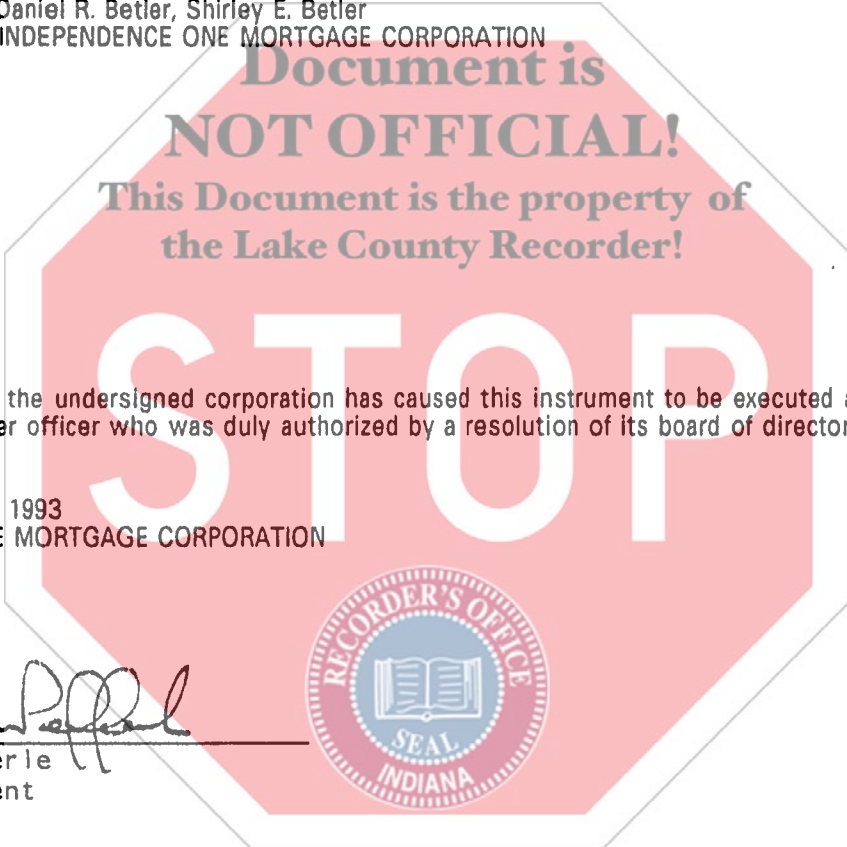 Daniel R. Betler, Shirley E. Betler
INDEPENDENCE ONE MORTGAGE CORPORATION
Document is
NOT OFFICIAL!
This Document is the property of
the Lake County Recorder!
STOP
the undersigned corporation has caused this instrument to be executed
er officer who was duly authorized by a resolution of its board of director
1993
E MORTGAGE CORPORATION
RECORDER'S OFFICE
SEAL
INDIANA
erle
ent